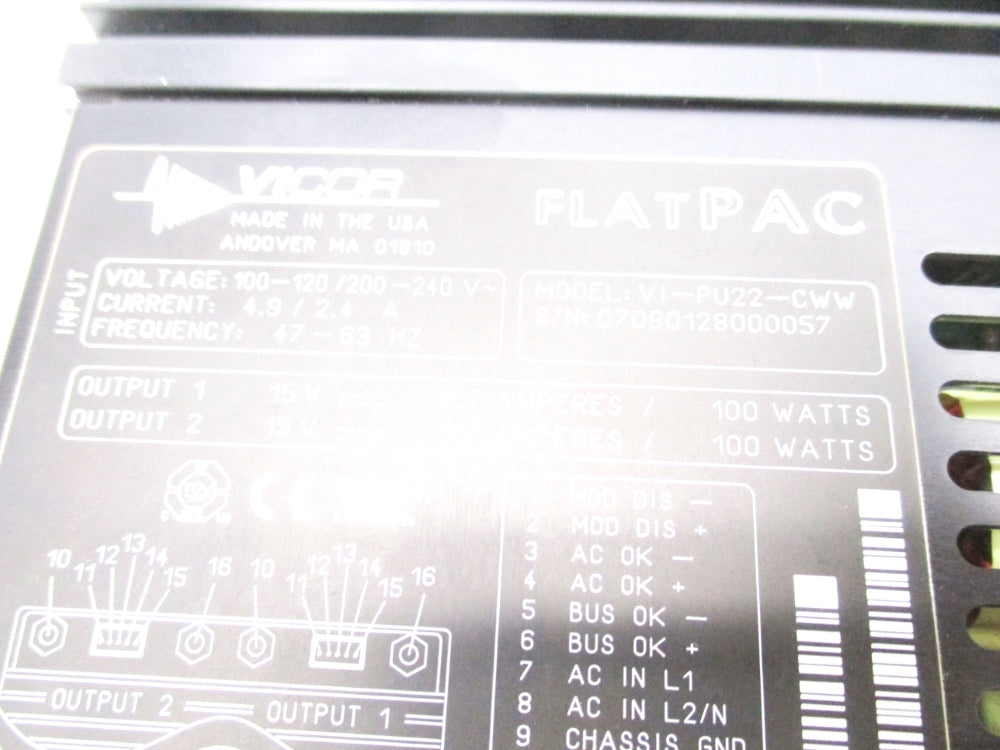 VICOR
MADE IN THE USA
ANDOVER MA 01810
FLATPAC
INPUT
VOLTAGE: 100-120/200-240 V~
CURRENT: 4.9 / 2.4 A
FREQUENCY: 47-63 HZ
MODEL: VI-PU22-CWW
S/N: 07090128000057
OUTPUT 1 15 V / 100 WATTS
OUTPUT 2 15 V / 100 WATTS
CE
1 MOD DIS -
2 MOD DIS +
3 AC OK -
4 AC OK +
5 BUS OK -
6 BUS OK +
7 AC IN L1
8 AC IN L2/N
9 CHASSIS GND
10 11 12 13 14 15 16 10 11 12 13 14 15 16
OUTPUT 2 OUTPUT 1